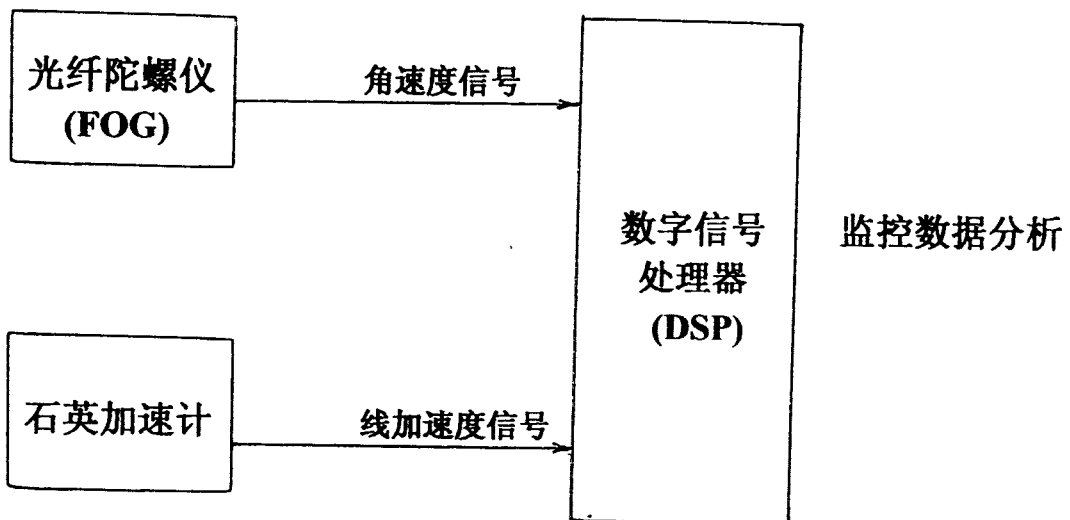 光纤陀螺仪
(FOG)
角速度信号
数字信号
处理器
(DSP)
监控数据分析
石英加速计
线加速度信号